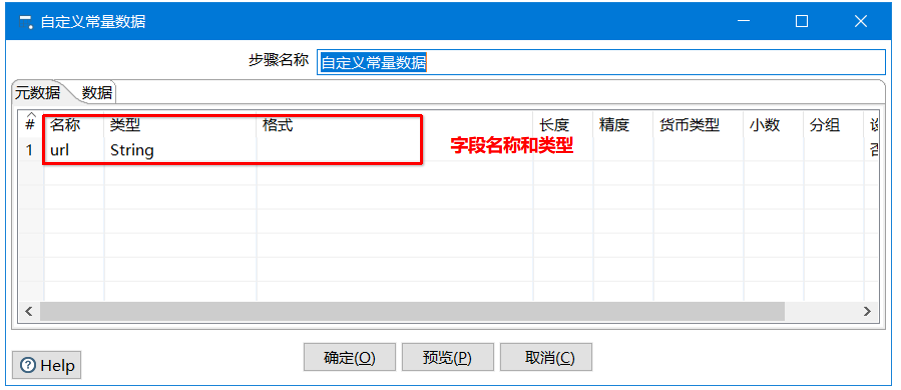 自定义常量数据
步骤名称 自定义常量数据
元数据 数据
# 名称 类型 格式 长度 精度 货币类型 小数 分组
字段名称和类型
1 url String 否
Help 确定(O) 预览(P) 取消(C)